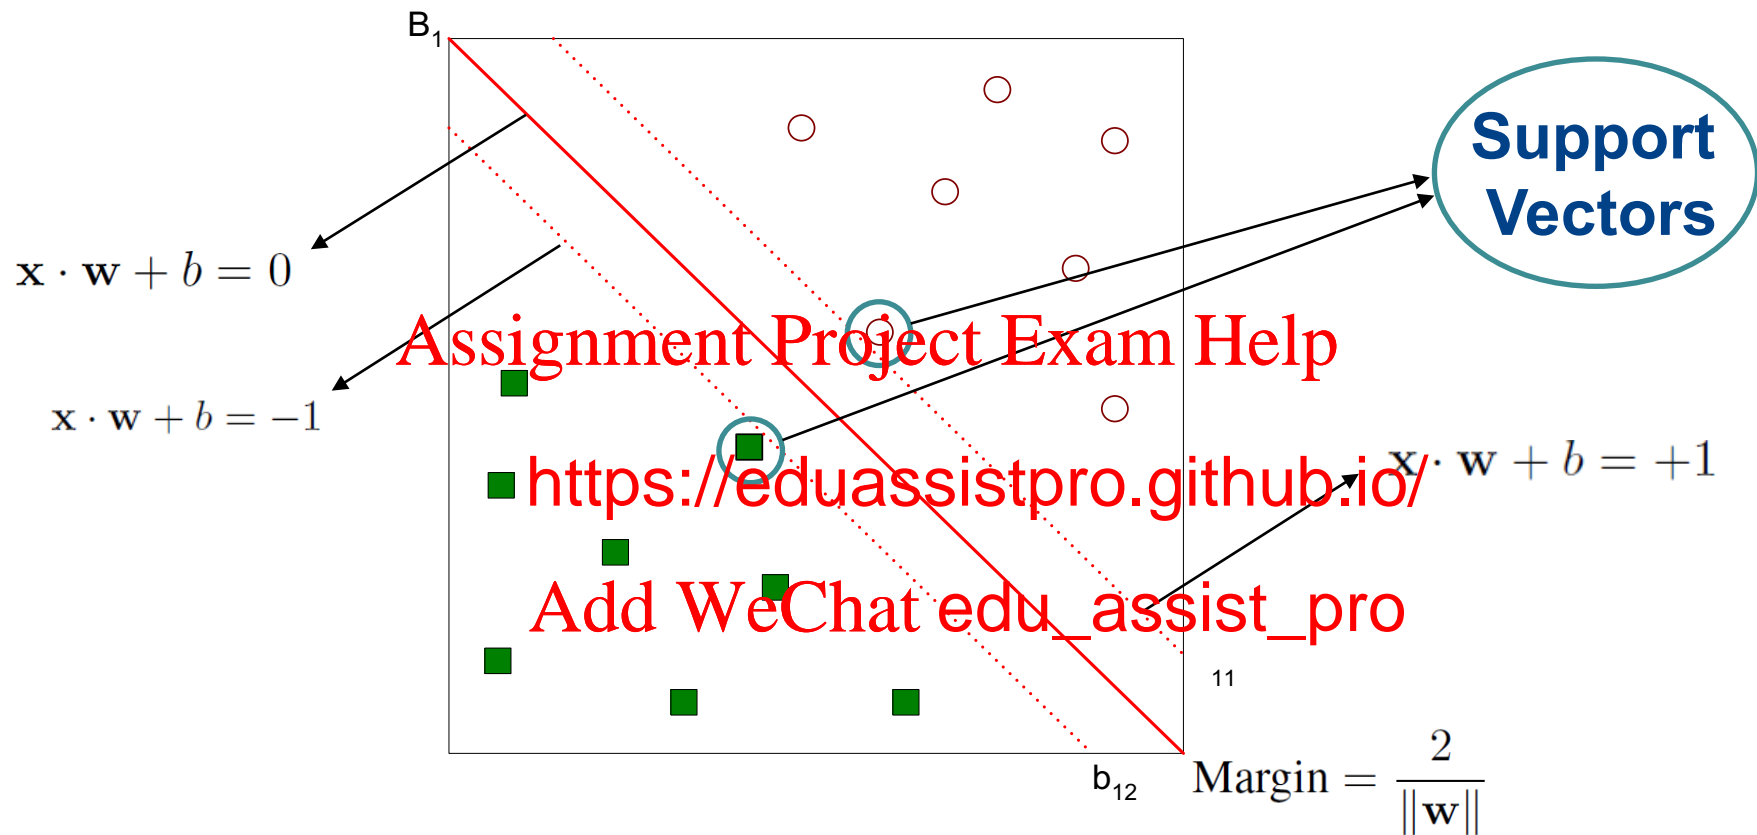 B₁
Support
Vectors
x · w + b = 0
Assignment Project Exam Help
x · w + b = −1
x · w + b = +1
https://eduassistpro.github.io/
Add WeChat edu_assist_pro
11
b₁₂
Margin = 2 / ‖w‖